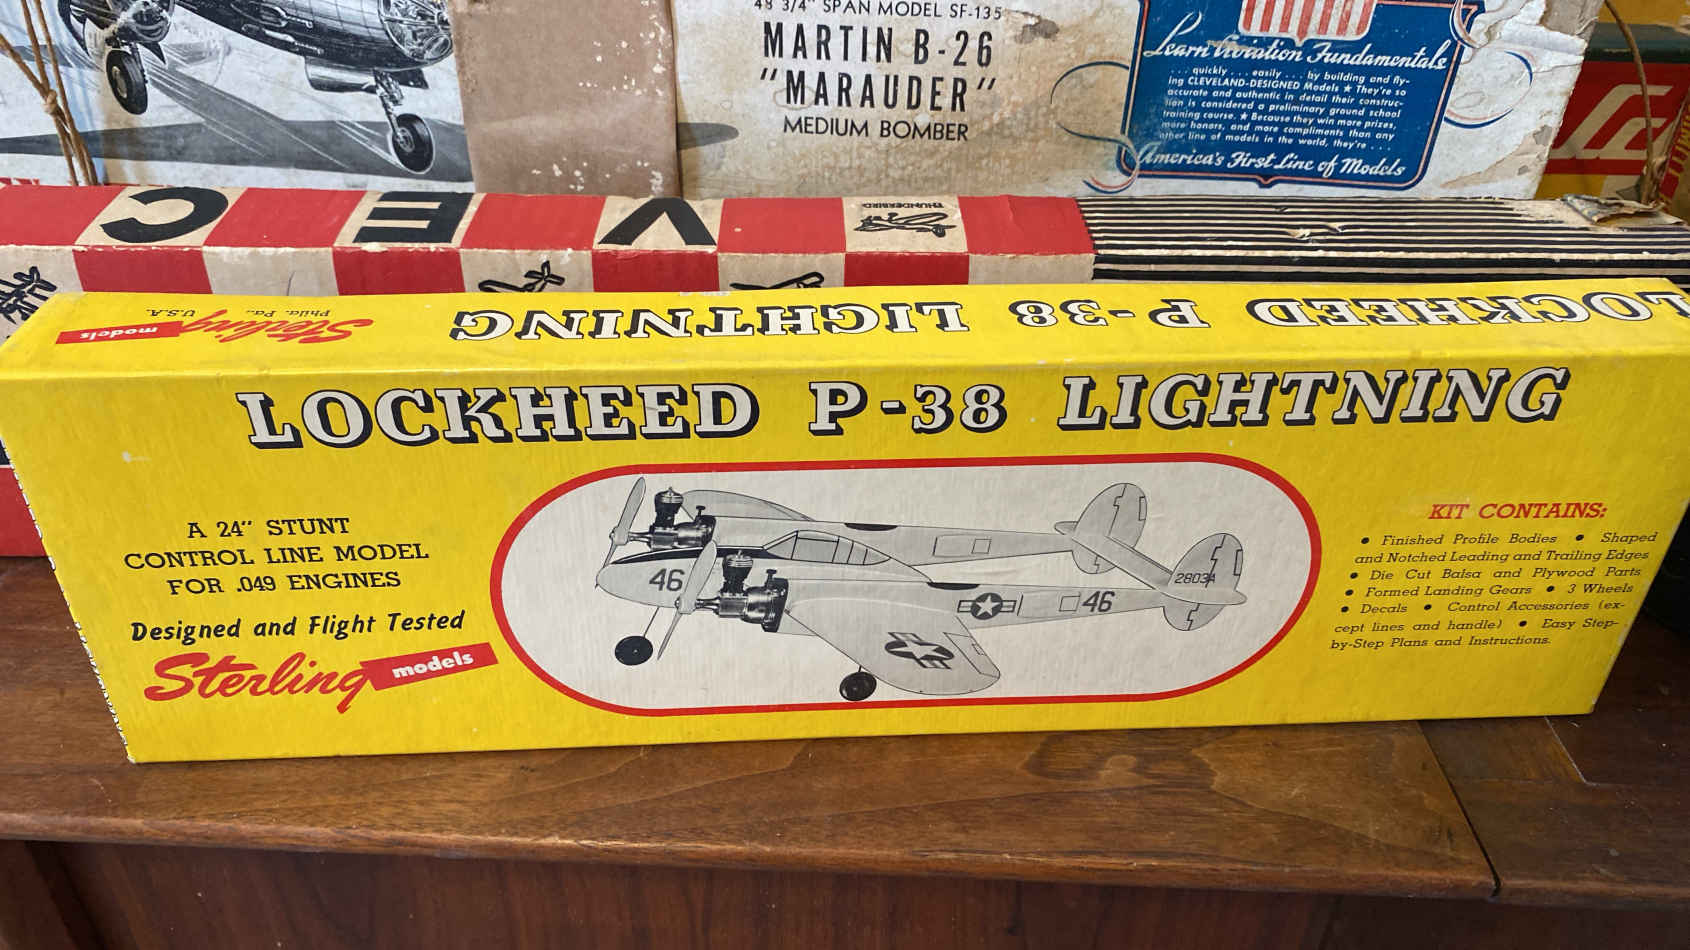 48 3/4" SPAN MODEL SF-135
MARTIN B-26
"MARAUDER"
MEDIUM BOMBER
Learn Aviation Fundamentals
. . . quickly . . . easily . . . by building and fly-
ing CLEVELAND-DESIGNED Models ★ They're so
accurate and authentic in detail their construc-
tion is considered a preliminary ground school
training course. ★ Because they win more prizes,
more honors, and more compliments than any
other line of models in the world, they're . . .
America's First Line of Models
C E V
THUNDERBIRD
Sterling
models
Phila. Pa.,
U.S.A.
LOCKHEED P-38 LIGHTNING
LOCKHEED P-38 LIGHTNING
A 24" STUNT
CONTROL LINE MODEL
FOR .049 ENGINES
Designed and Flight Tested
Sterling models
46
46
28034
KIT CONTAINS:
● Finished Profile Bodies ● Shaped
and Notched Leading and Trailing Edges
● Die Cut Balsa and Plywood Parts
● Formed Landing Gears ● 3 Wheels
● Decals ● Control Accessories (ex-
cept lines and handle) ● Easy Step-
by-Step Plans and Instructions.